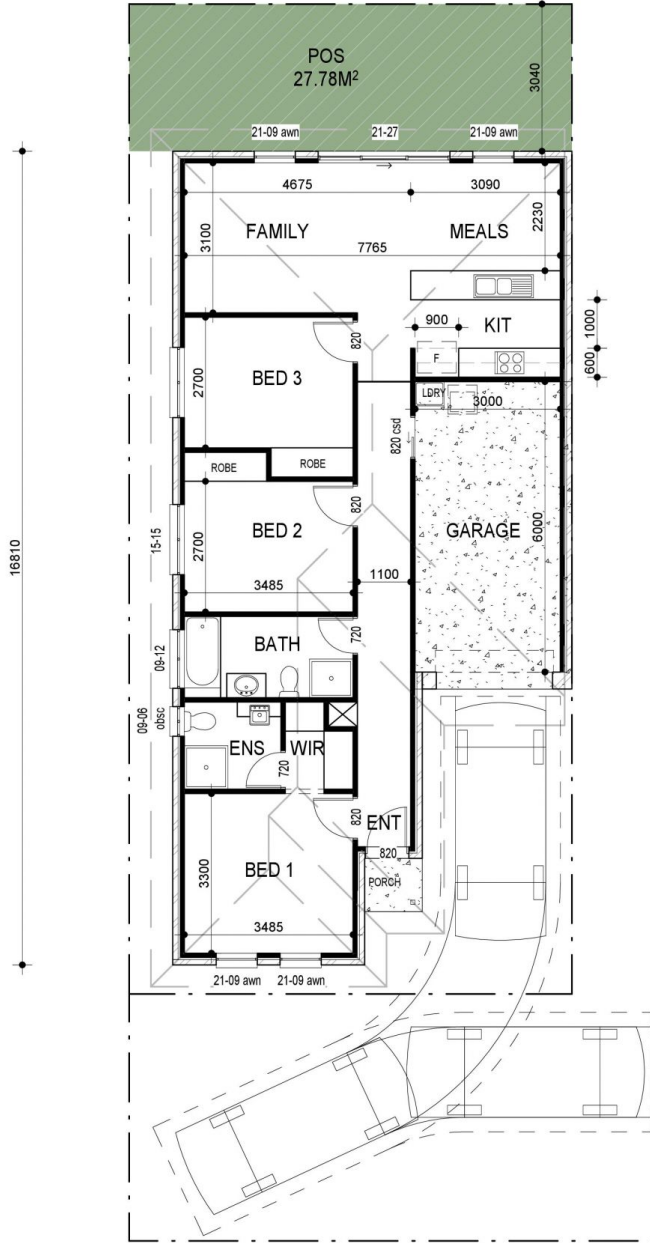 POS
27.78M²
3040
21-09 awn
21-27
21-09 awn
4675
3090
2230
3100
FAMILY
MEALS
7765
900
KIT
1000
820
F
600
BED 3
2700
LDRY
3000
820 csd
ROBE
ROBE
820
BED 2
GARAGE
6000
15-15
2700
16810
1100
3485
BATH
720
09-12
09-06
obsc
ENS
WIR
720
820
ENT
3300
BED 1
820
PORCH
3485
21-09 awn
21-09 awn